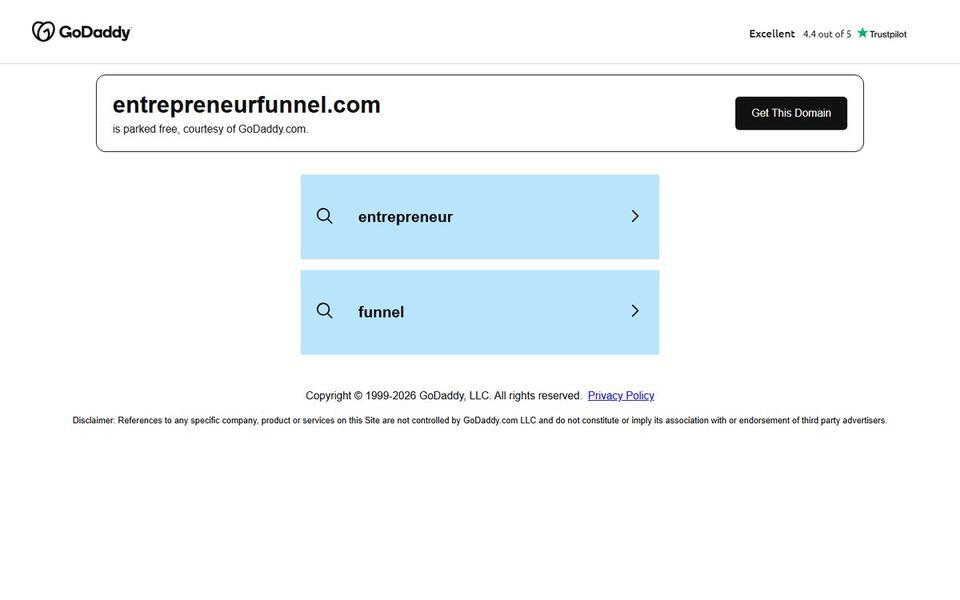 GoDaddy
Excellent 4.4 out of 5 Trustpilot
entrepreneurfunnel.com
is parked free, courtesy of GoDaddy.com.
Get This Domain
entrepreneur
funnel
Copyright © 1999-2026 GoDaddy, LLC. All rights reserved. Privacy Policy
Disclaimer: References to any specific company, product or services on this Site are not controlled by GoDaddy.com LLC and do not constitute or imply its association with or endorsement of third party advertisers.